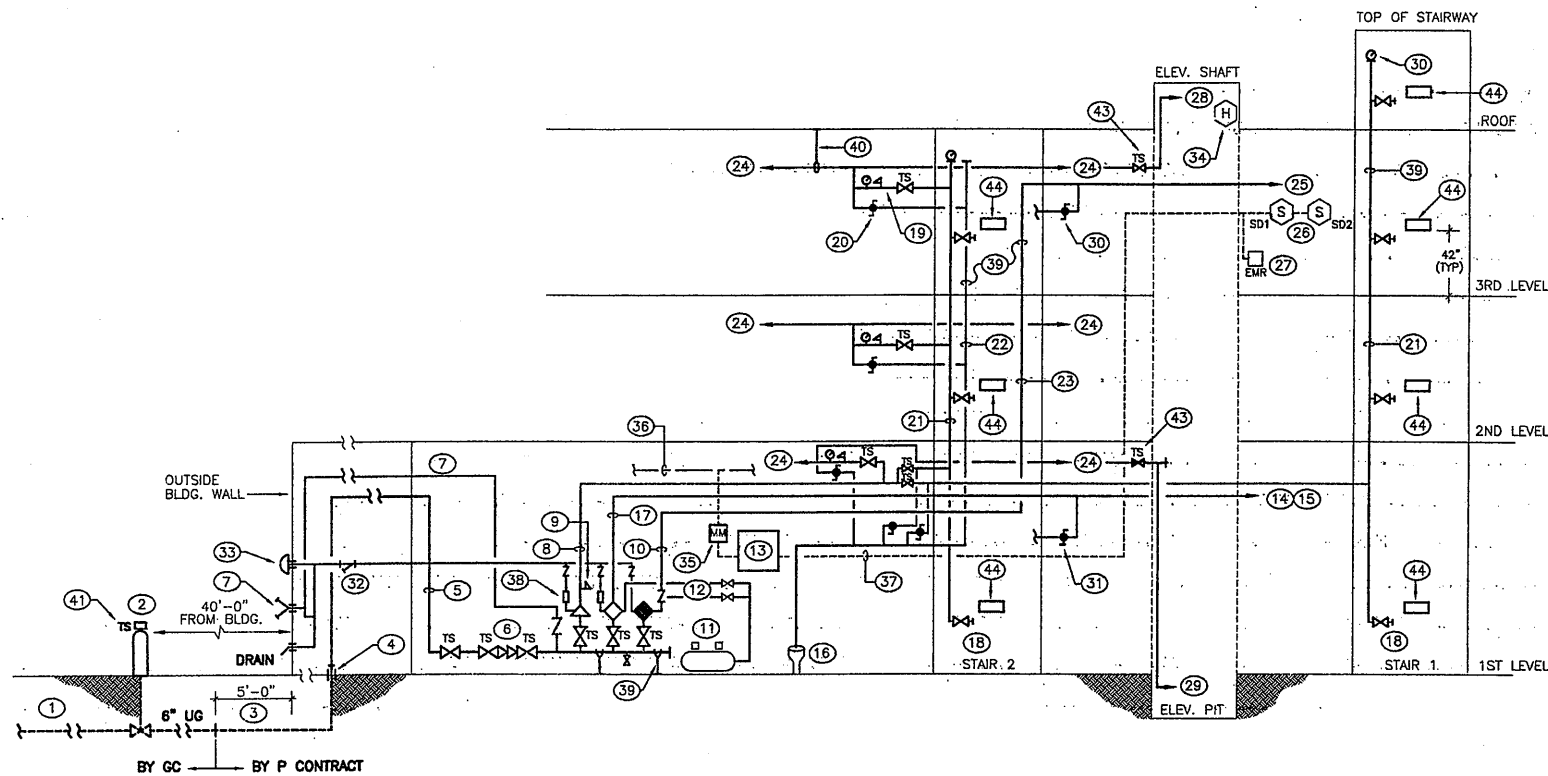 TOP OF STAIRWAY
30
ELEV. SHAFT
28
44
H
43
ROOF
40
34
TS
24
24
39
25
44
44
TS
S
S
SD1
26
SD2
20
19
30
42"
(TYP)
27
EMR
39
3RD LEVEL
24
24
TS
22
21
23
44
44
21
43
2ND LEVEL
36
7
24
TS
TS
24
TS
OUTSIDE
BLDG. WALL
14 15
9
17
MM
13
8
10
35
33
32
38
12
37
31
44
44
7
5
41
2
40'-0"
FROM BLDG.
TS
TS
TS
TS
6
TS
TS
TS
11
18
18
DRAIN
4
16
39
STAIR 2
STAIR 1
1ST LEVEL
5'-0"
29
1
6" UG
3
ELEV. PIT
BY GC
BY P CONTRACT